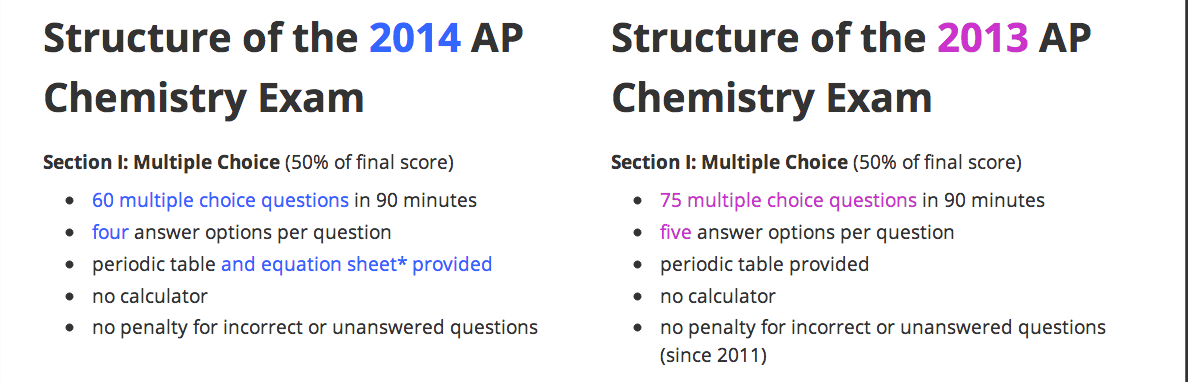 Structure of the 2014 AP
Chemistry Exam
Section I: Multiple Choice (50% of final score)
• 60 multiple choice questions in 90 minutes
• four answer options per question
• periodic table and equation sheet* provided
• no calculator
• no penalty for incorrect or unanswered questions
Structure of the 2013 AP
Chemistry Exam
Section I: Multiple Choice (50% of final score)
• 75 multiple choice questions in 90 minutes
• five answer options per question
• periodic table provided
• no calculator
• no penalty for incorrect or unanswered questions
(since 2011)